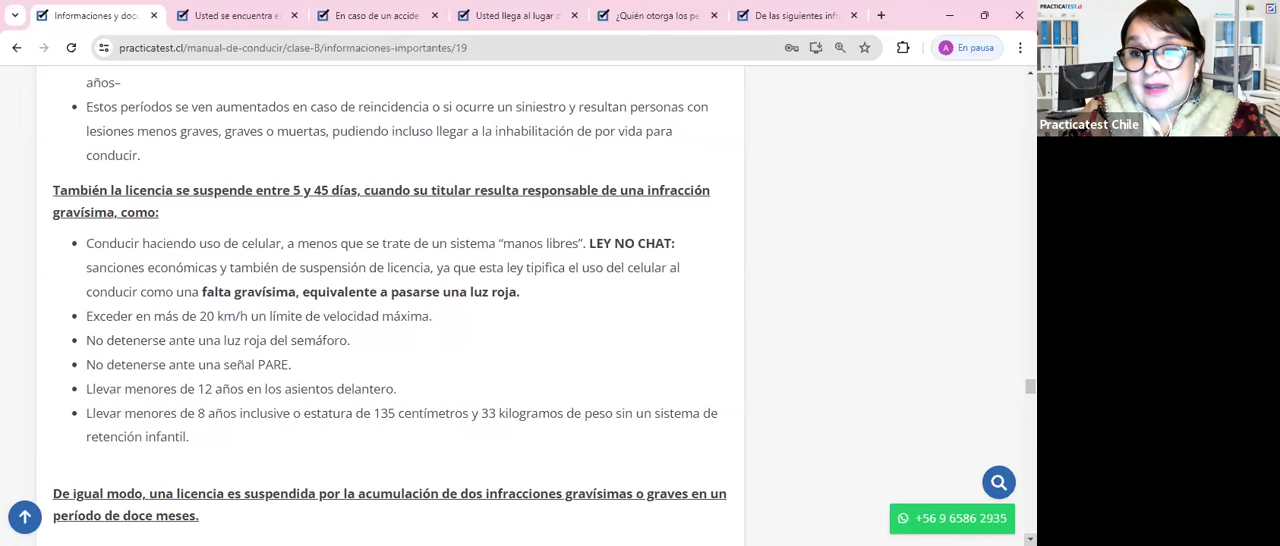 Informaciones y docu
Usted se encuentra e
En caso de un accide
Usted llega al lugar d
¿Quién otorga los pe
De las siguientes infr
practicatest.cl/manual-de-conducir/clase-B/informaciones-importantes/19
A En pausa
PRACTICATEST.cl
Practicatest Chile
años–
Estos períodos se ven aumentados en caso de reincidencia o si ocurre un siniestro y resultan personas con
lesiones menos graves, graves o muertas, pudiendo incluso llegar a la inhabilitación de por vida para
conducir.
También la licencia se suspende entre 5 y 45 días, cuando su titular resulta responsable de una infracción
gravísima, como:
Conducir haciendo uso de celular, a menos que se trate de un sistema “manos libres”. LEY NO CHAT:
sanciones económicas y también de suspensión de licencia, ya que esta ley tipifica el uso del celular al
conducir como una falta gravísima, equivalente a pasarse una luz roja.
Exceder en más de 20 km/h un límite de velocidad máxima.
No detenerse ante una luz roja del semáforo.
No detenerse ante una señal PARE.
Llevar menores de 12 años en los asientos delantero.
Llevar menores de 8 años inclusive o estatura de 135 centímetros y 33 kilogramos de peso sin un sistema de
retención infantil.
De igual modo, una licencia es suspendida por la acumulación de dos infracciones gravísimas o graves en un
período de doce meses.
+56 9 6586 2935